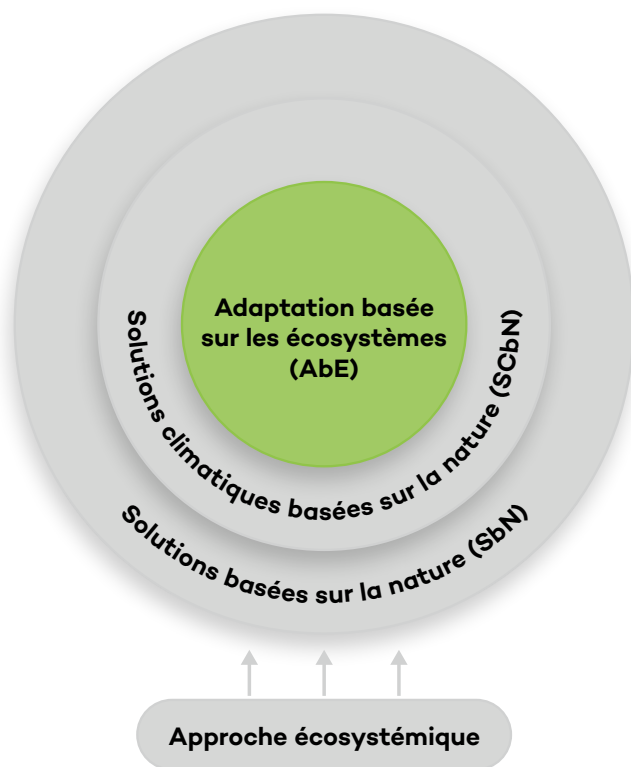 Adaptation basée
sur les écosystèmes
(AbE)
Solutions climatiques basées sur la nature (SCbN)
Solutions basées sur la nature (SbN)
Approche écosystémique